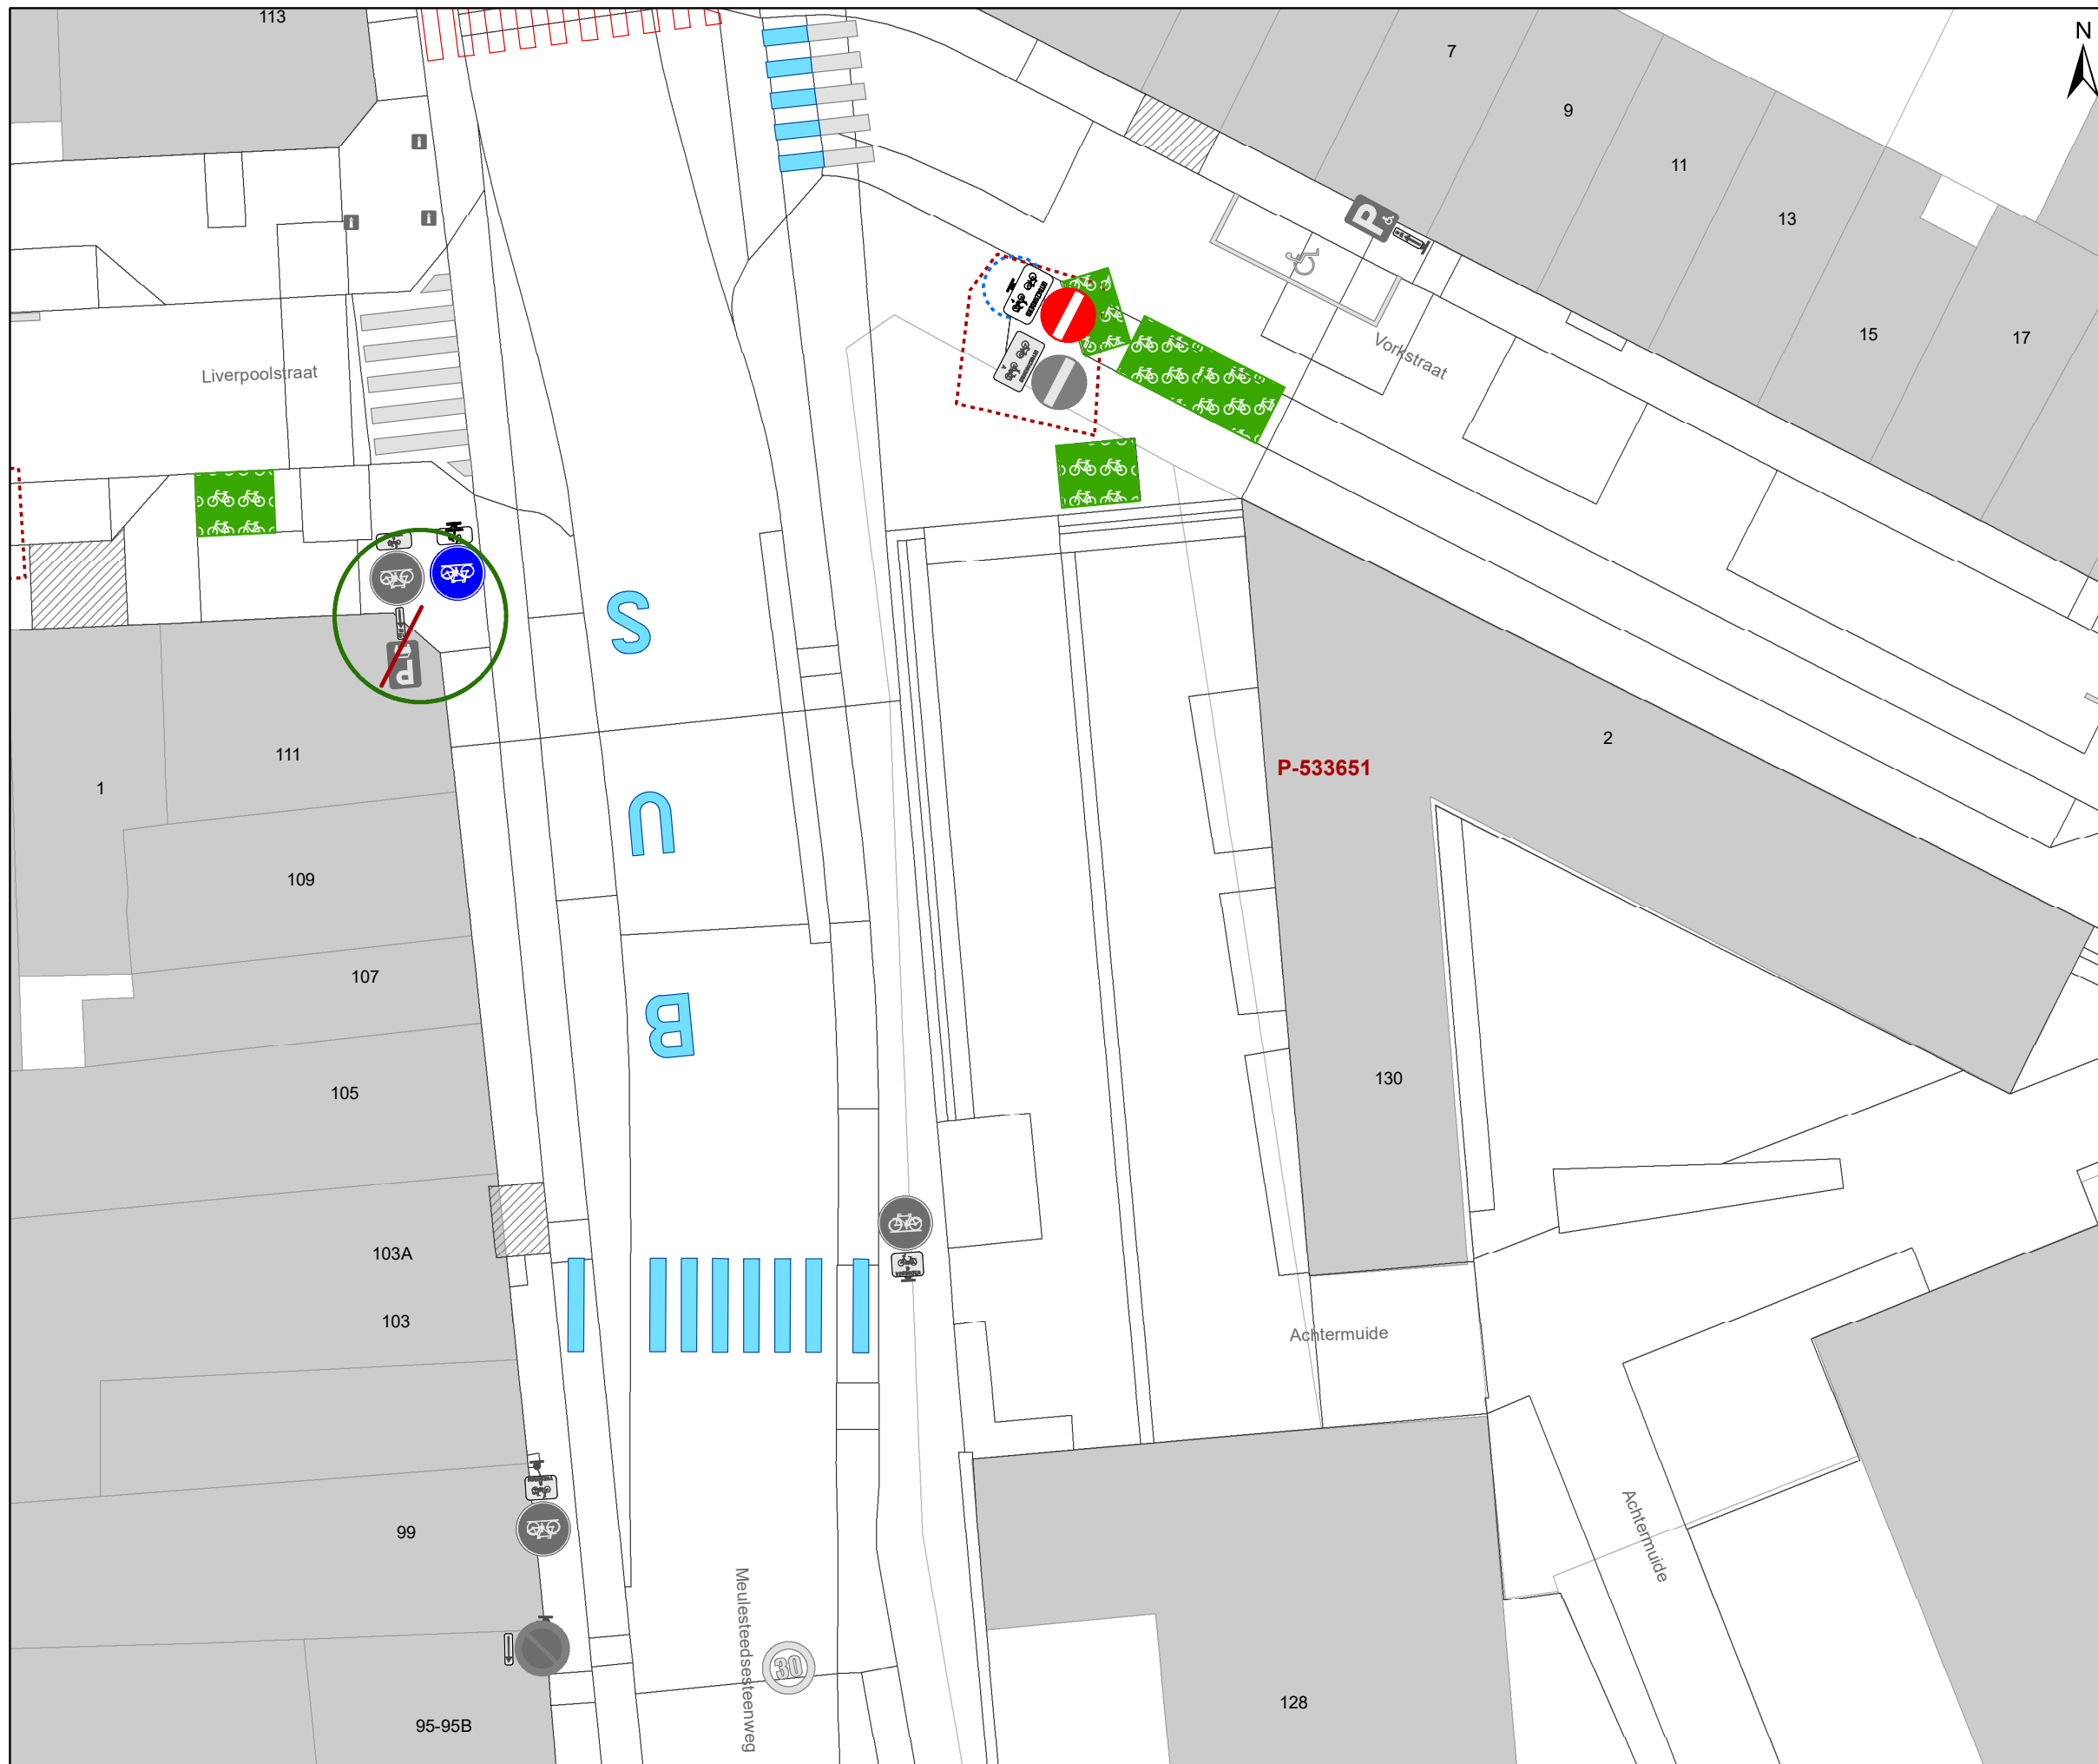 113
N
7
9
11
13
15
17
P
Liverpoolstraat
Vorkstraat
P
S
U
B
111
1
109
107
105
103A
103
99
95-95B
P-533651
2
130
Achtermuide
Achtermuide
Meulesteedsesteenweg
30
128